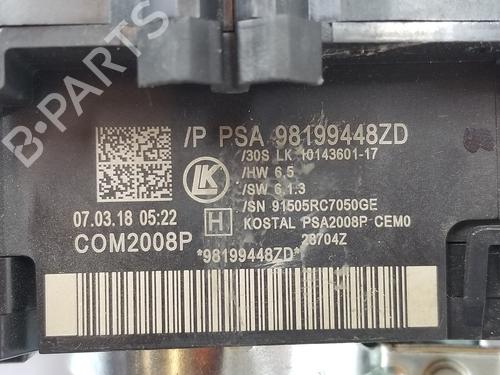 /P PSA 98199448ZD
/30S LK 10143601-17
/HW 6.5
/SW 6.1.3
/SN 91505RC7050GE
KOSTAL PSA2008P CEM0
23704Z
LK
07.03.18 05:22
H
COM2008P
*98199448ZD*
B-PARTS